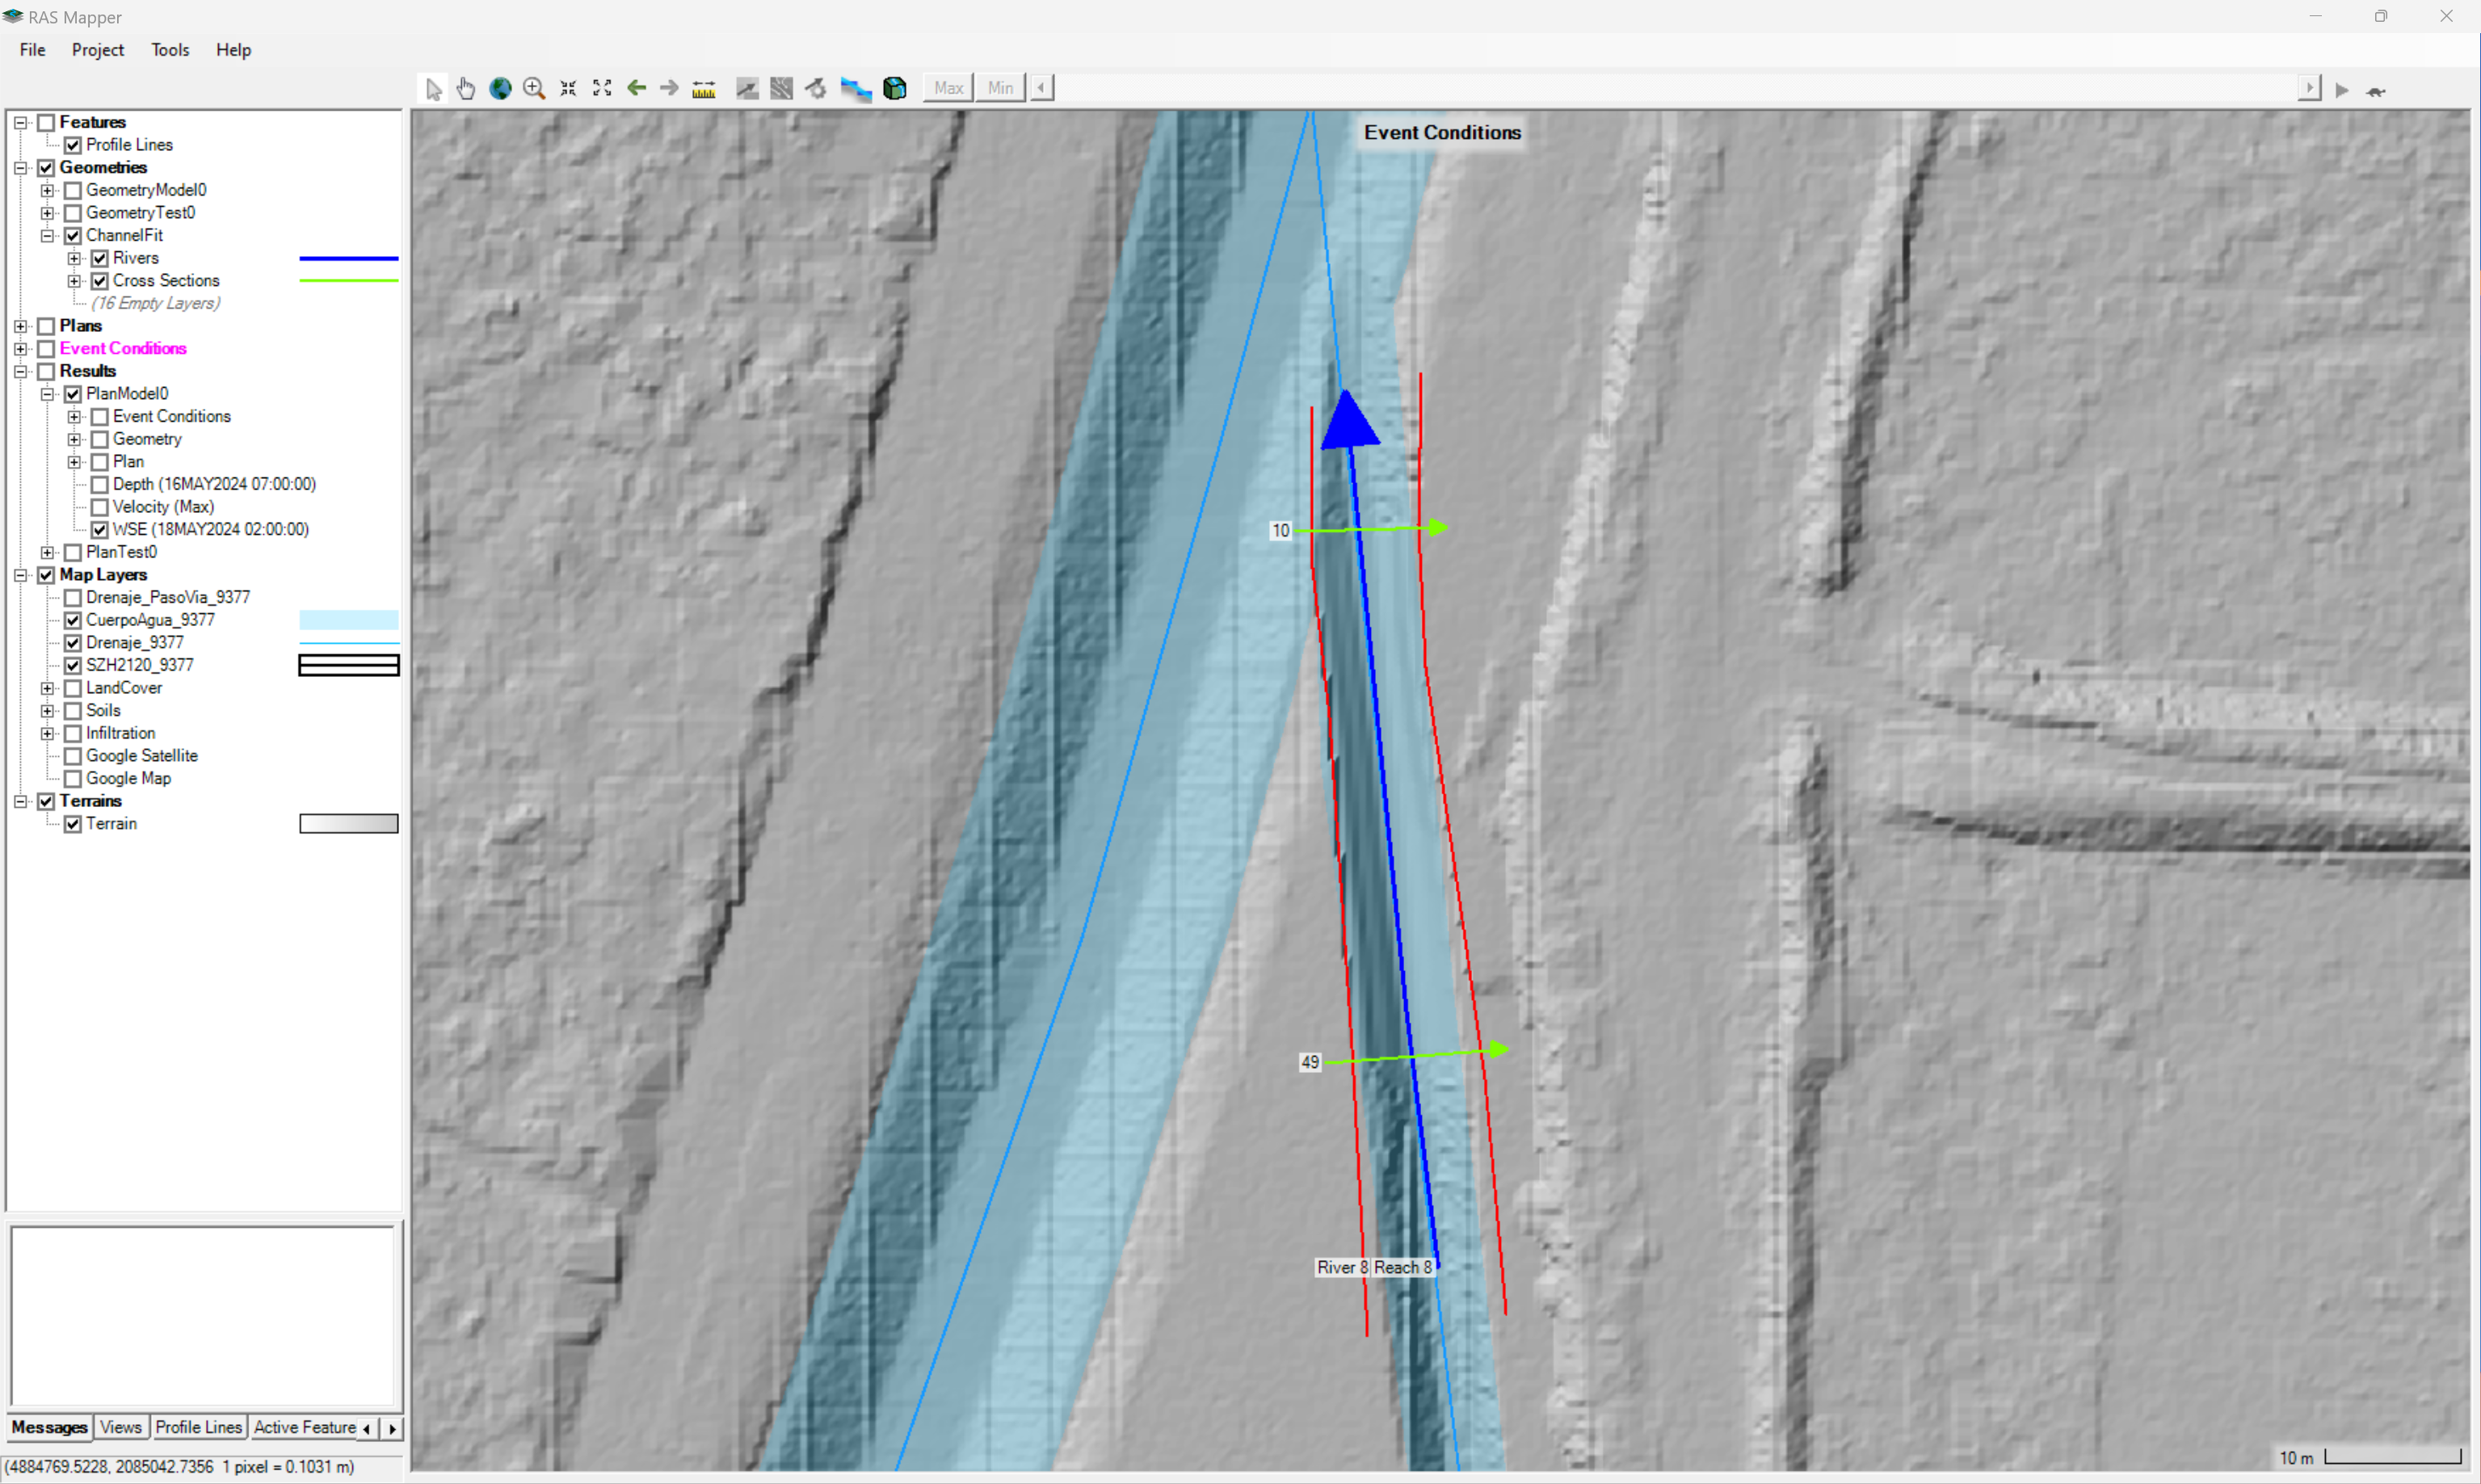 RAS Mapper
File Project Tools Help
Max Min
Features
Profile Lines
Geometries
GeometryModel0
GeometryTest0
ChannelFit
Rivers
Cross Sections
(16 Empty Layers)
Plans
Event Conditions
Results
PlanModel0
Event Conditions
Geometry
Plan
Depth (16MAY2024 07:00:00)
Velocity (Max)
WSE (18MAY2024 02:00:00)
PlanTest0
Map Layers
Drenaje_PasoVia_9377
CuerpoAgua_9377
Drenaje_9377
SZH2120_9377
LandCover
Soils
Infiltration
Google Satellite
Google Map
Terrains
Terrain
Messages Views Profile Lines Active Feature
(4884769.5228, 2085042.7356 1 pixel = 0.1031 m)
Event Conditions
10
49
River 8 Reach 8
10 m